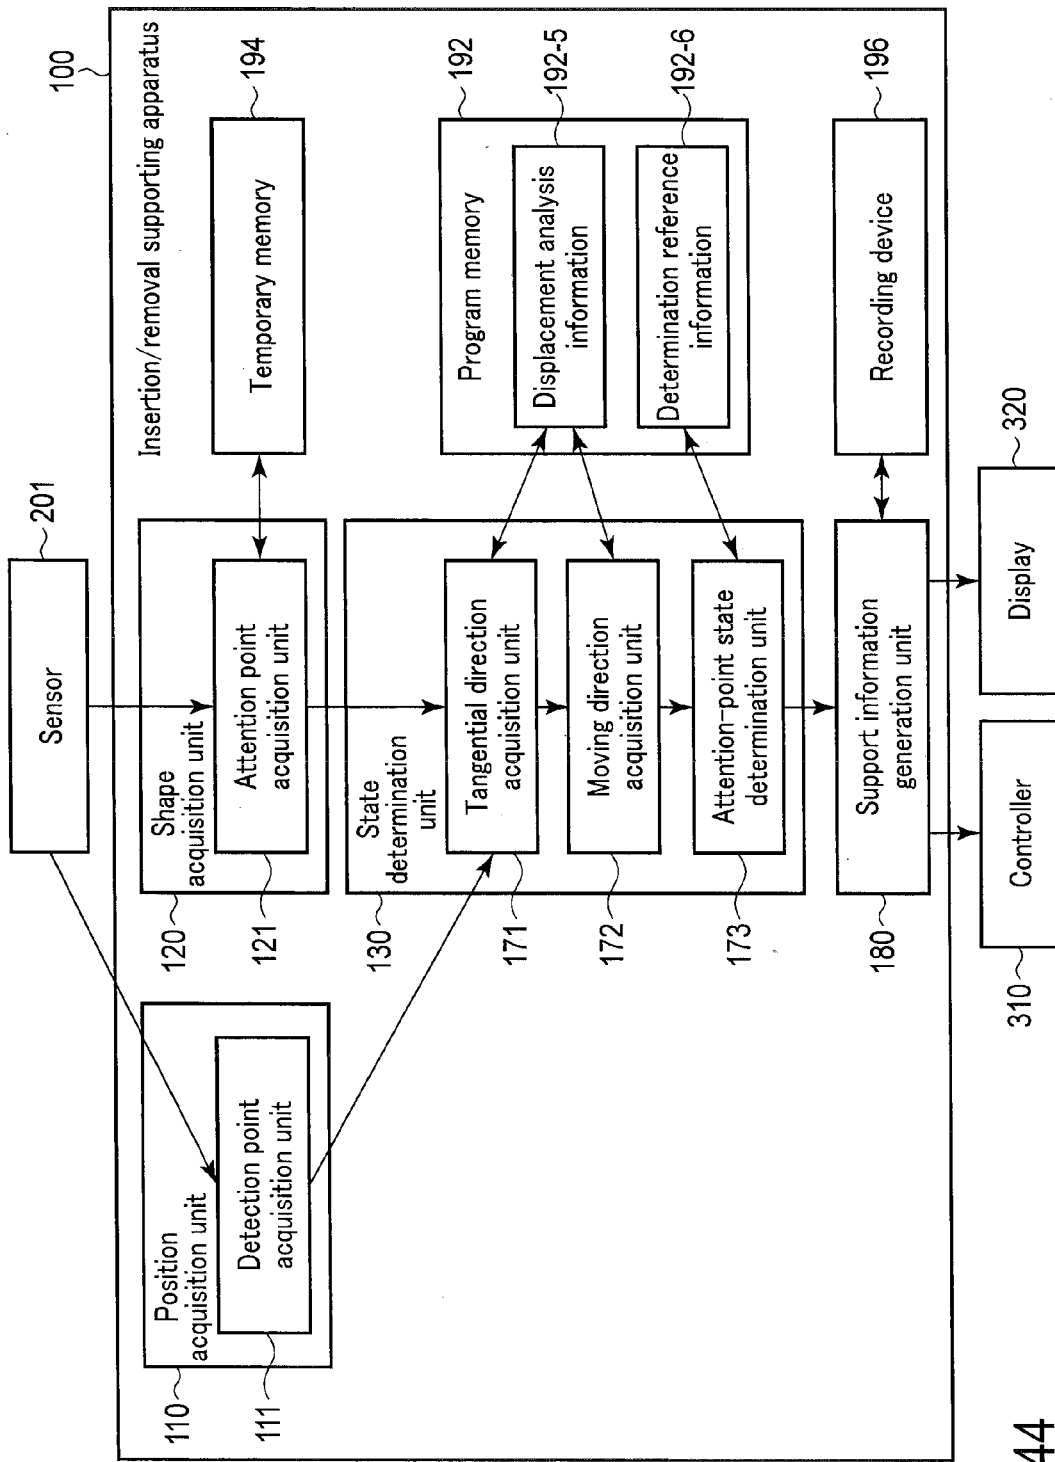 100
Insertion/removal supporting apparatus
Sensor
201
194
Temporary memory
110
Position
acquisition unit
111
Detection point
acquisition unit
120
Shape
acquisition unit
121
Attention point
acquisition unit
130
State
determination
unit
171
Tangential direction
acquisition unit
172
Moving direction
acquisition unit
173
Attention-point state
determination unit
192
Program memory
192-5
Displacement analysis
information
192-6
Determination reference
information
180
Support information
generation unit
196
Recording device
310
Controller
320
Display
44